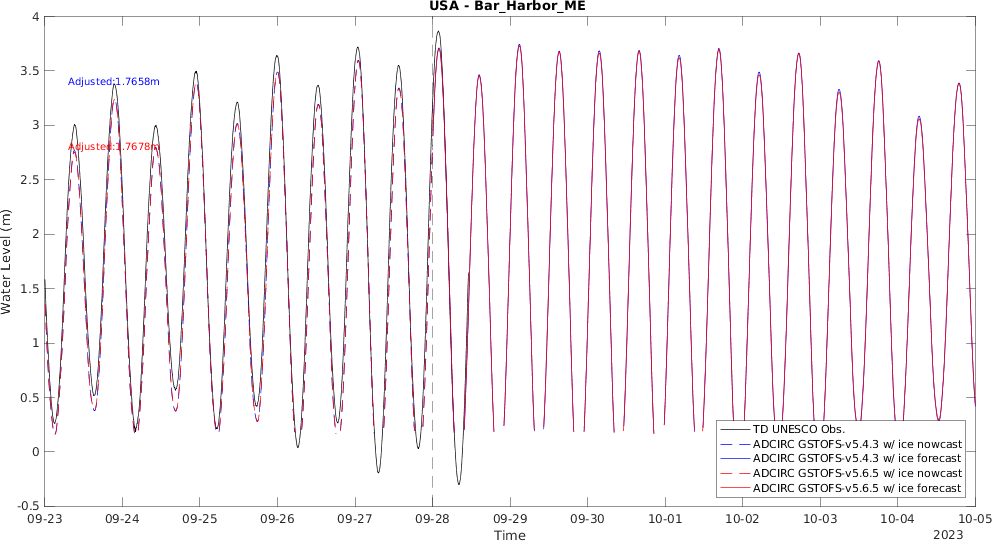 USA - Bar_Harbor_ME
4
3.5
3
2.5
2
1.5
1
0.5
0
-0.5
Water Level (m)
Adjusted:1.7658m
Adjusted:1.7678m
TD UNESCO Obs.
ADCIRC GSTOFS-v5.4.3 w/ ice nowcast
ADCIRC GSTOFS-v5.4.3 w/ ice forecast
ADCIRC GSTOFS-v5.6.5 w/ ice nowcast
ADCIRC GSTOFS-v5.6.5 w/ ice forecast
09-23 09-24 09-25 09-26 09-27 09-28 09-29 09-30 10-01 10-02 10-03 10-04 10-05
Time
2023